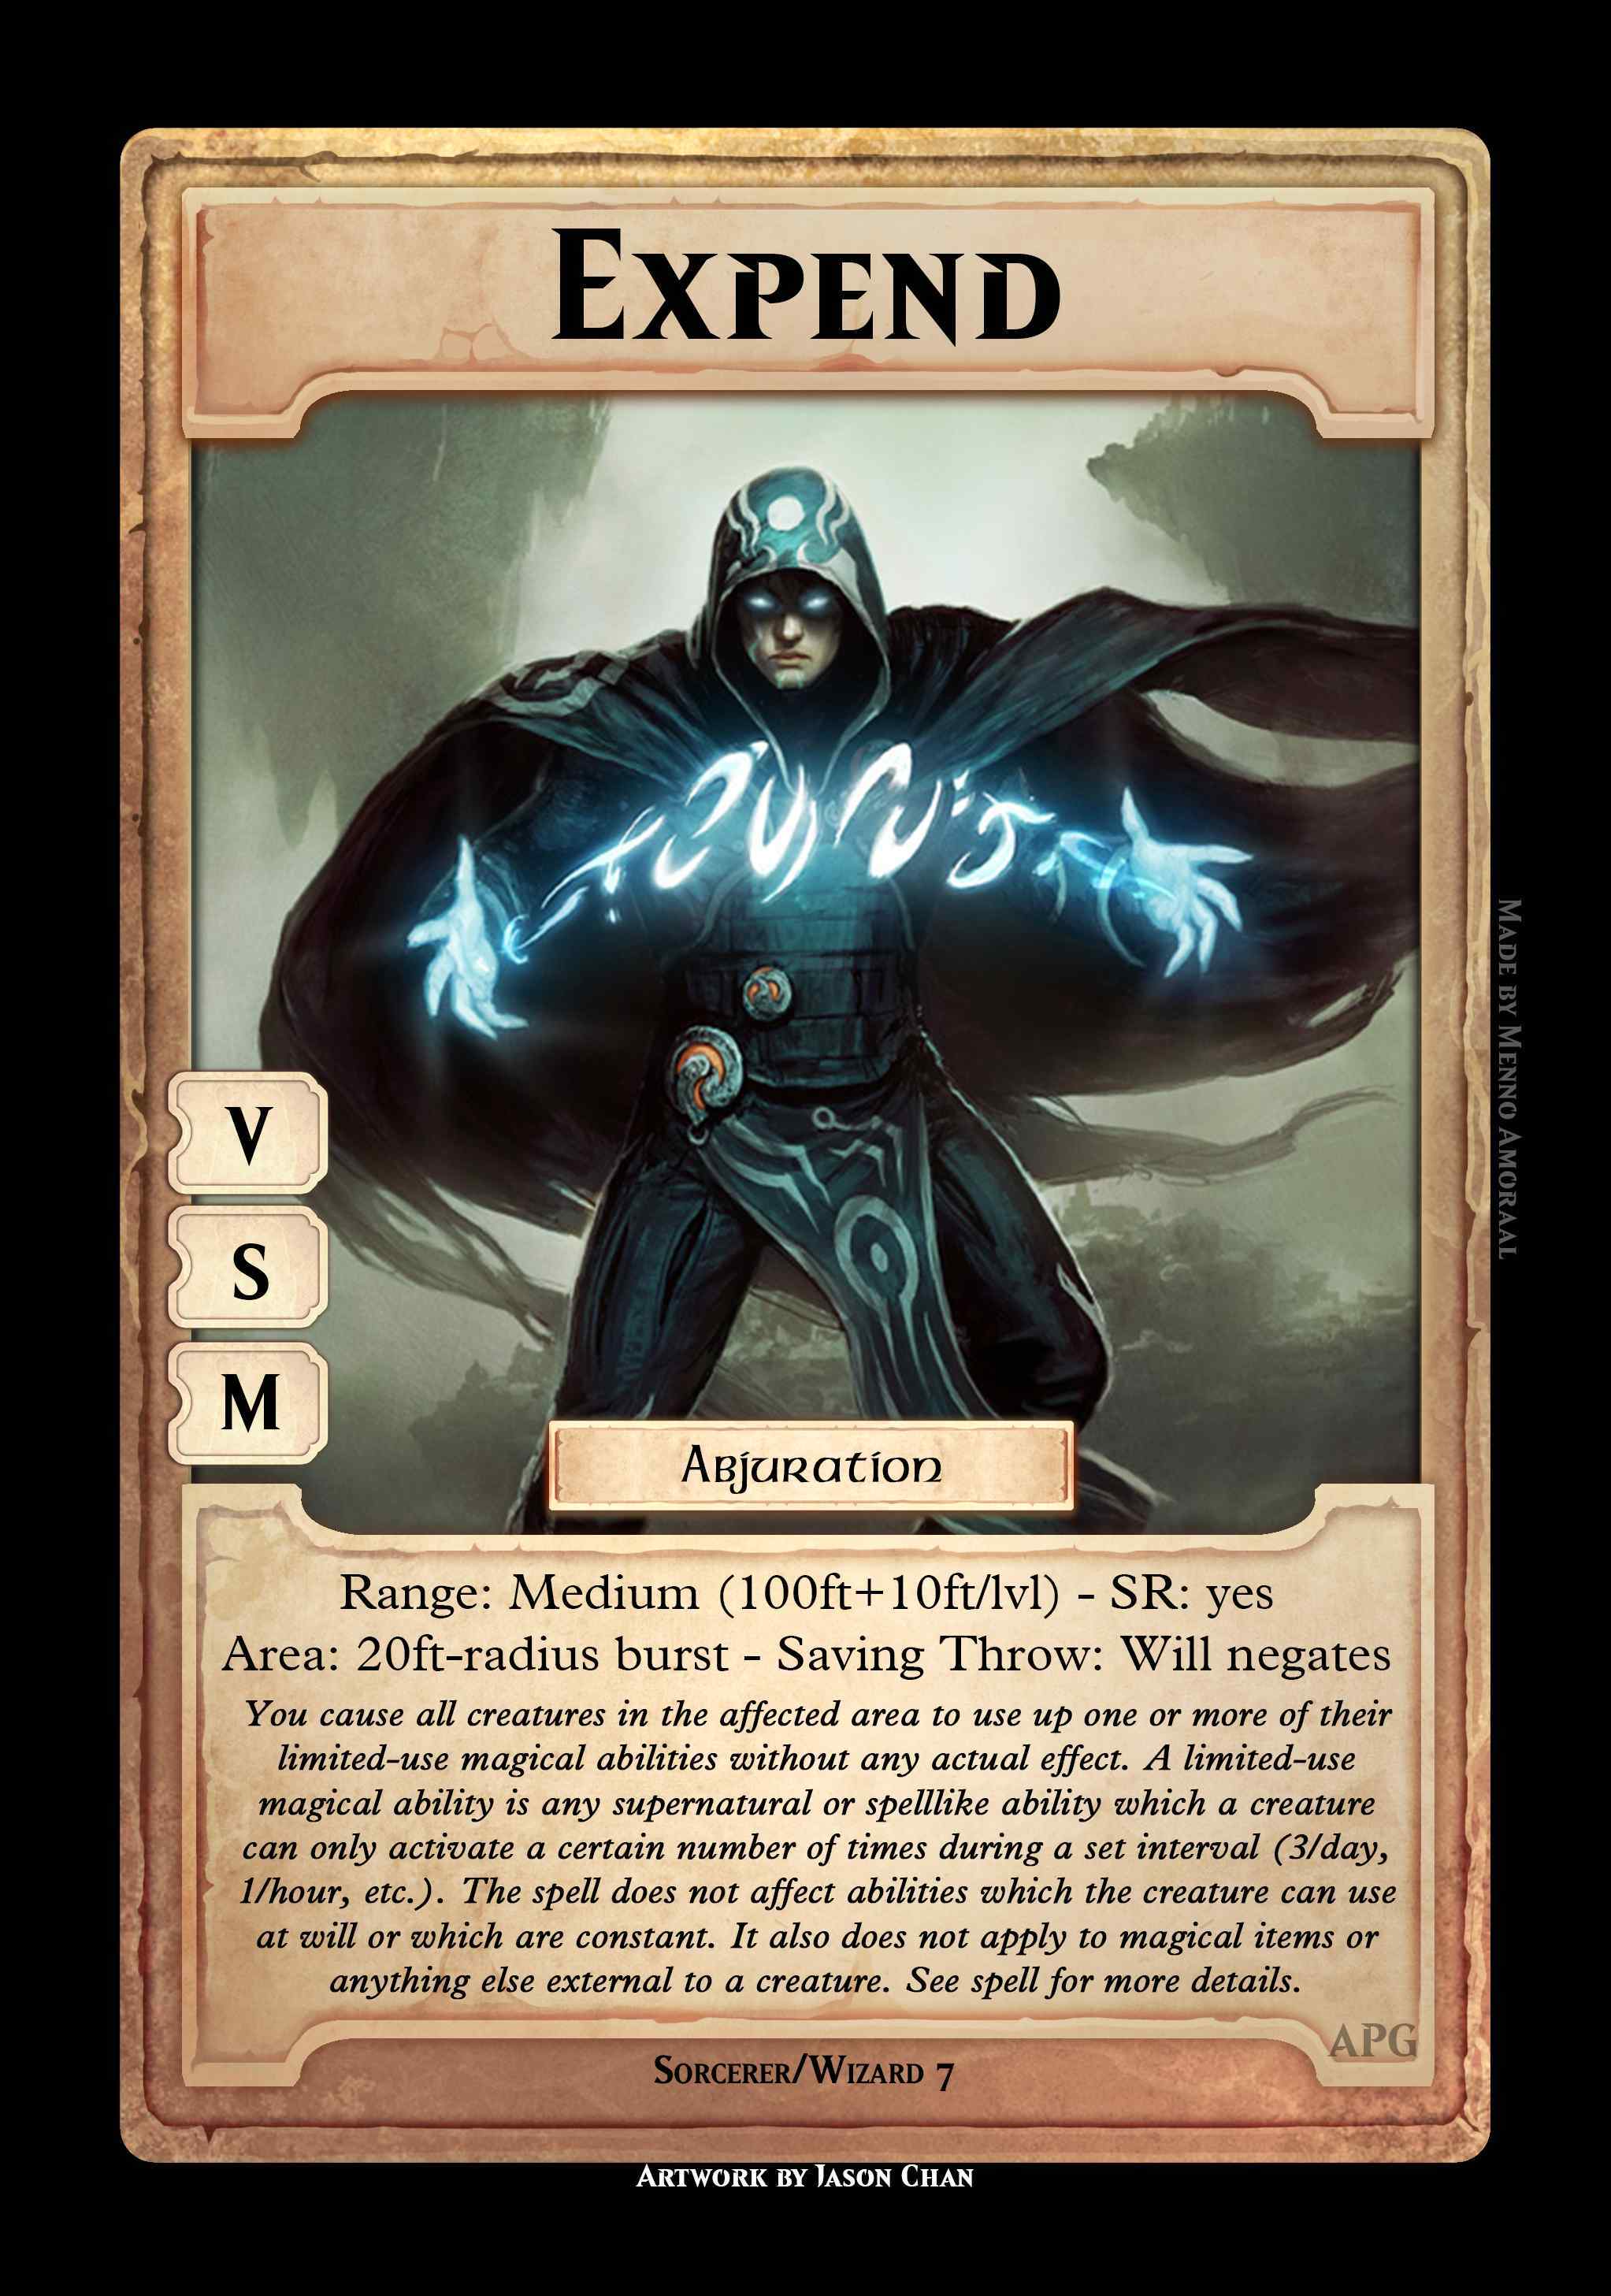 Expend
V
S
M
Abjuration
Range: Medium (100ft+10ft/lvl) - SR: yes
Area: 20ft-radius burst - Saving Throw: Will negates
You cause all creatures in the affected area to use up one or more of their
limited-use magical abilities without any actual effect. A limited-use
magical ability is any supernatural or spelllike ability which a creature
can only activate a certain number of times during a set interval (3/day,
1/hour, etc.). The spell does not affect abilities which the creature can use
at will or which are constant. It also does not apply to magical items or
anything else external to a creature. See spell for more details.
APG
Sorcerer/Wizard 7
Artwork by Jason Chan
Made by Menno Amoraal